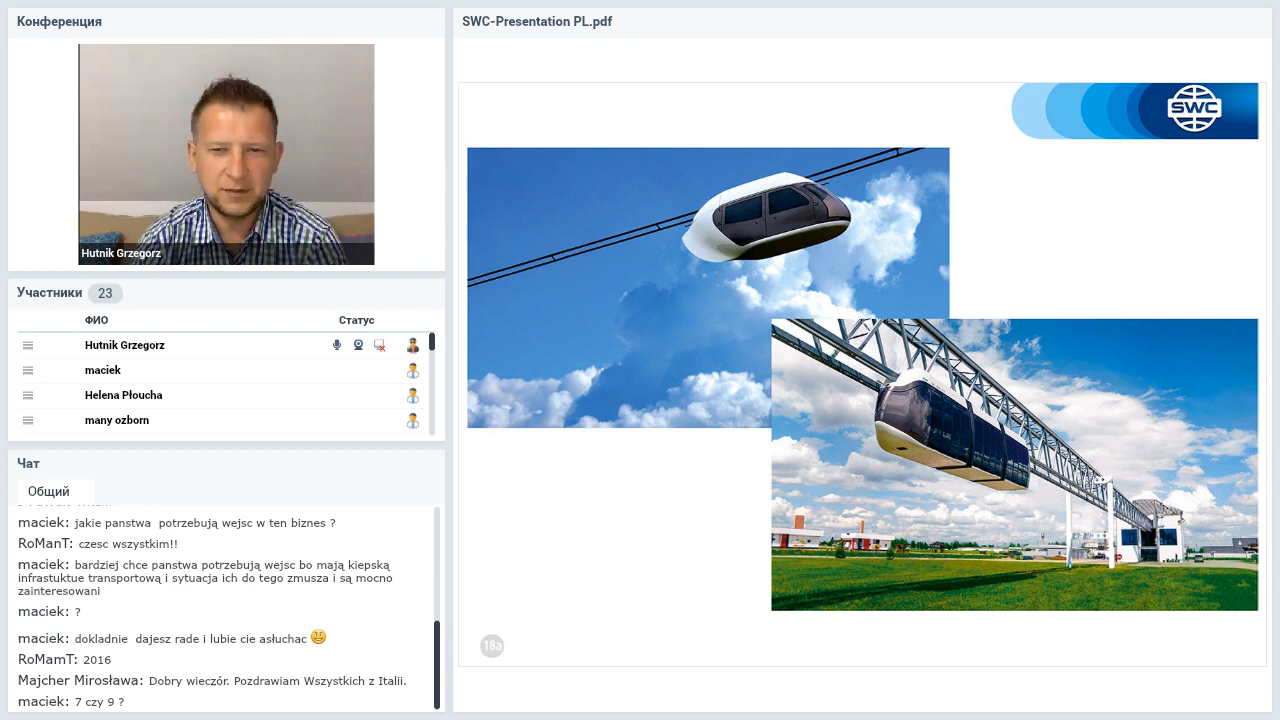 Конференция
Hutnik Grzegorz
Участники 23
ФИО Статус
Hutnik Grzegorz
maciek
Helena Płoucha
many ozborn
Чат
Общий
maciek: jakie panstwa potrzebują wejsc w ten biznes ?
RoManT: czesc wszystkim!!
maciek: bardziej chce panstwa potrzebują wejsc bo mają kiepską
infrastuktue transportową i sytuacja ich do tego zmusza i są mocno
zainteresowani
maciek: ?
maciek: dokladnie dajesz rade i lubie cie asłuchac
RoMamT: 2016
Majcher Mirosława: Dobry wieczór. Pozdrawiam Wszystkich z Italii.
maciek: 7 czy 9 ?
SWC-Presentation PL.pdf
SWC
18a